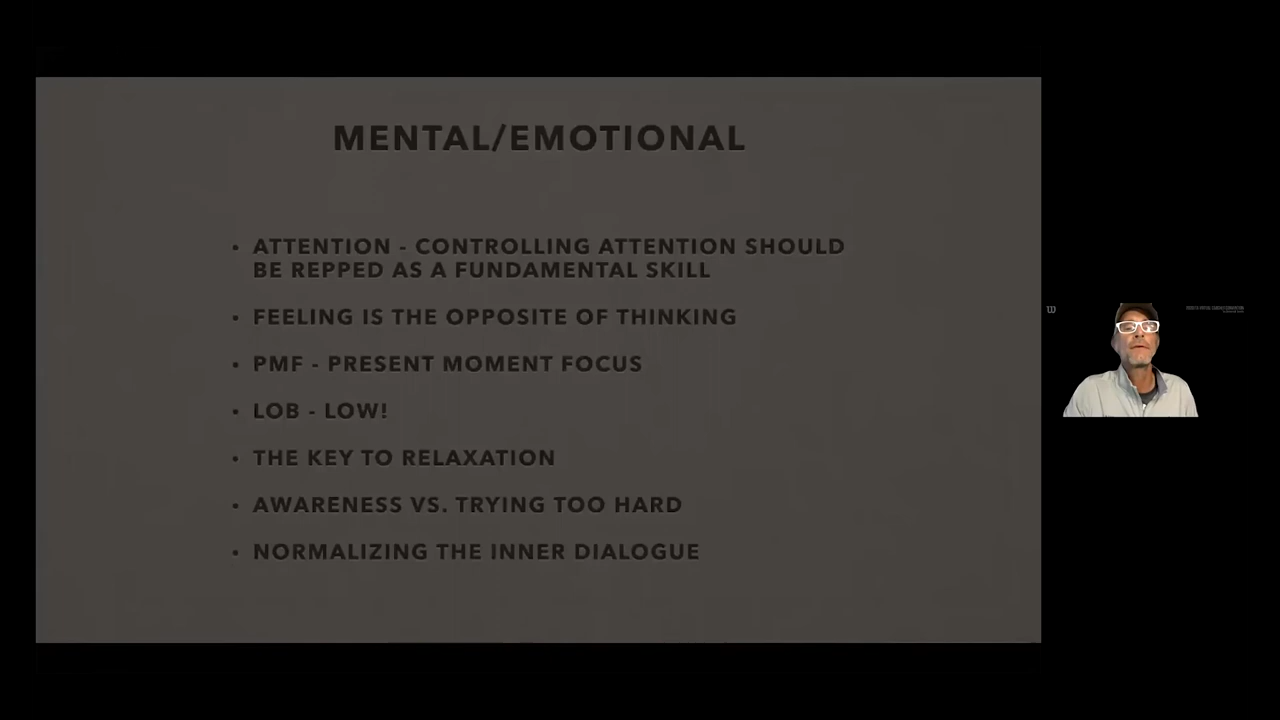 MENTAL/EMOTIONAL
• ATTENTION - CONTROLLING ATTENTION SHOULD
BE REPPED AS A FUNDAMENTAL SKILL
• FEELING IS THE OPPOSITE OF THINKING
• PMF - PRESENT MOMENT FOCUS
• LOB - LOW!
• THE KEY TO RELAXATION
• AWARENESS VS. TRYING TOO HARD
• NORMALIZING THE INNER DIALOGUE